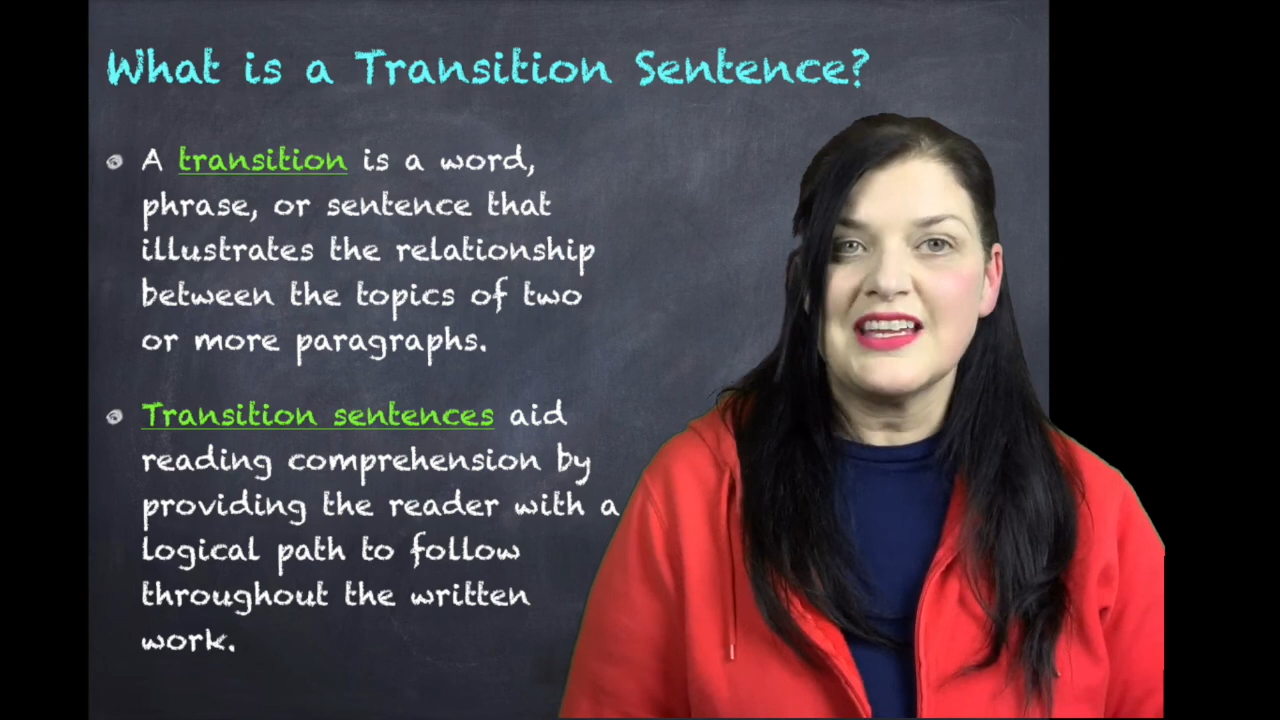 What is a Transition Sentence?
A transition is a word,
phrase, or sentence that
illustrates the relationship
between the topics of two
or more paragraphs.
Transition sentences aid
reading comprehension by
providing the reader with a
logical path to follow
throughout the written
work.